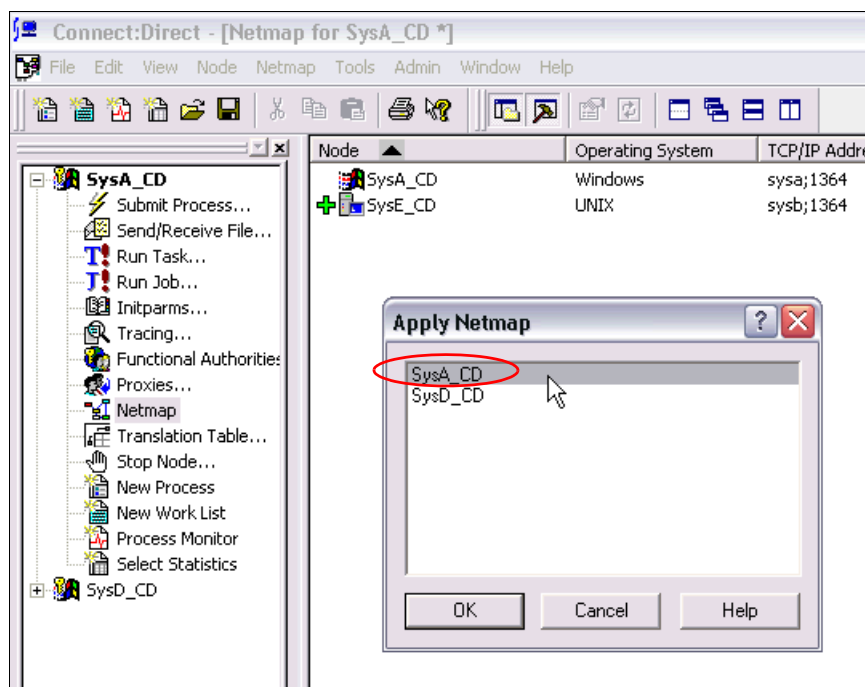 Connect:Direct - [Netmap for SysA_CD *]
File Edit View Node Netmap Tools Admin Window Help
Node Operating System TCP/IP Addre
SysA_CD Windows sysa;1364
SysE_CD UNIX sysb;1364
SysA_CD
Submit Process...
Send/Receive File...
Run Task...
Run Job...
Initparms...
Tracing...
Functional Authorities
Proxies...
Netmap
Translation Table...
Stop Node...
New Process
New Work List
Process Monitor
Select Statistics
SysD_CD
Apply Netmap
SysA_CD
SysD_CD
OK Cancel Help